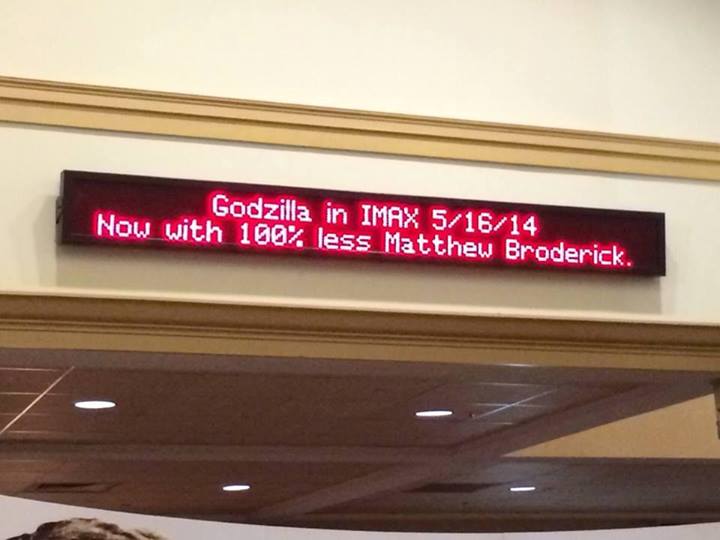 Godzilla in IMAX 5/16/14
Now with 100% less Matthew Broderick.